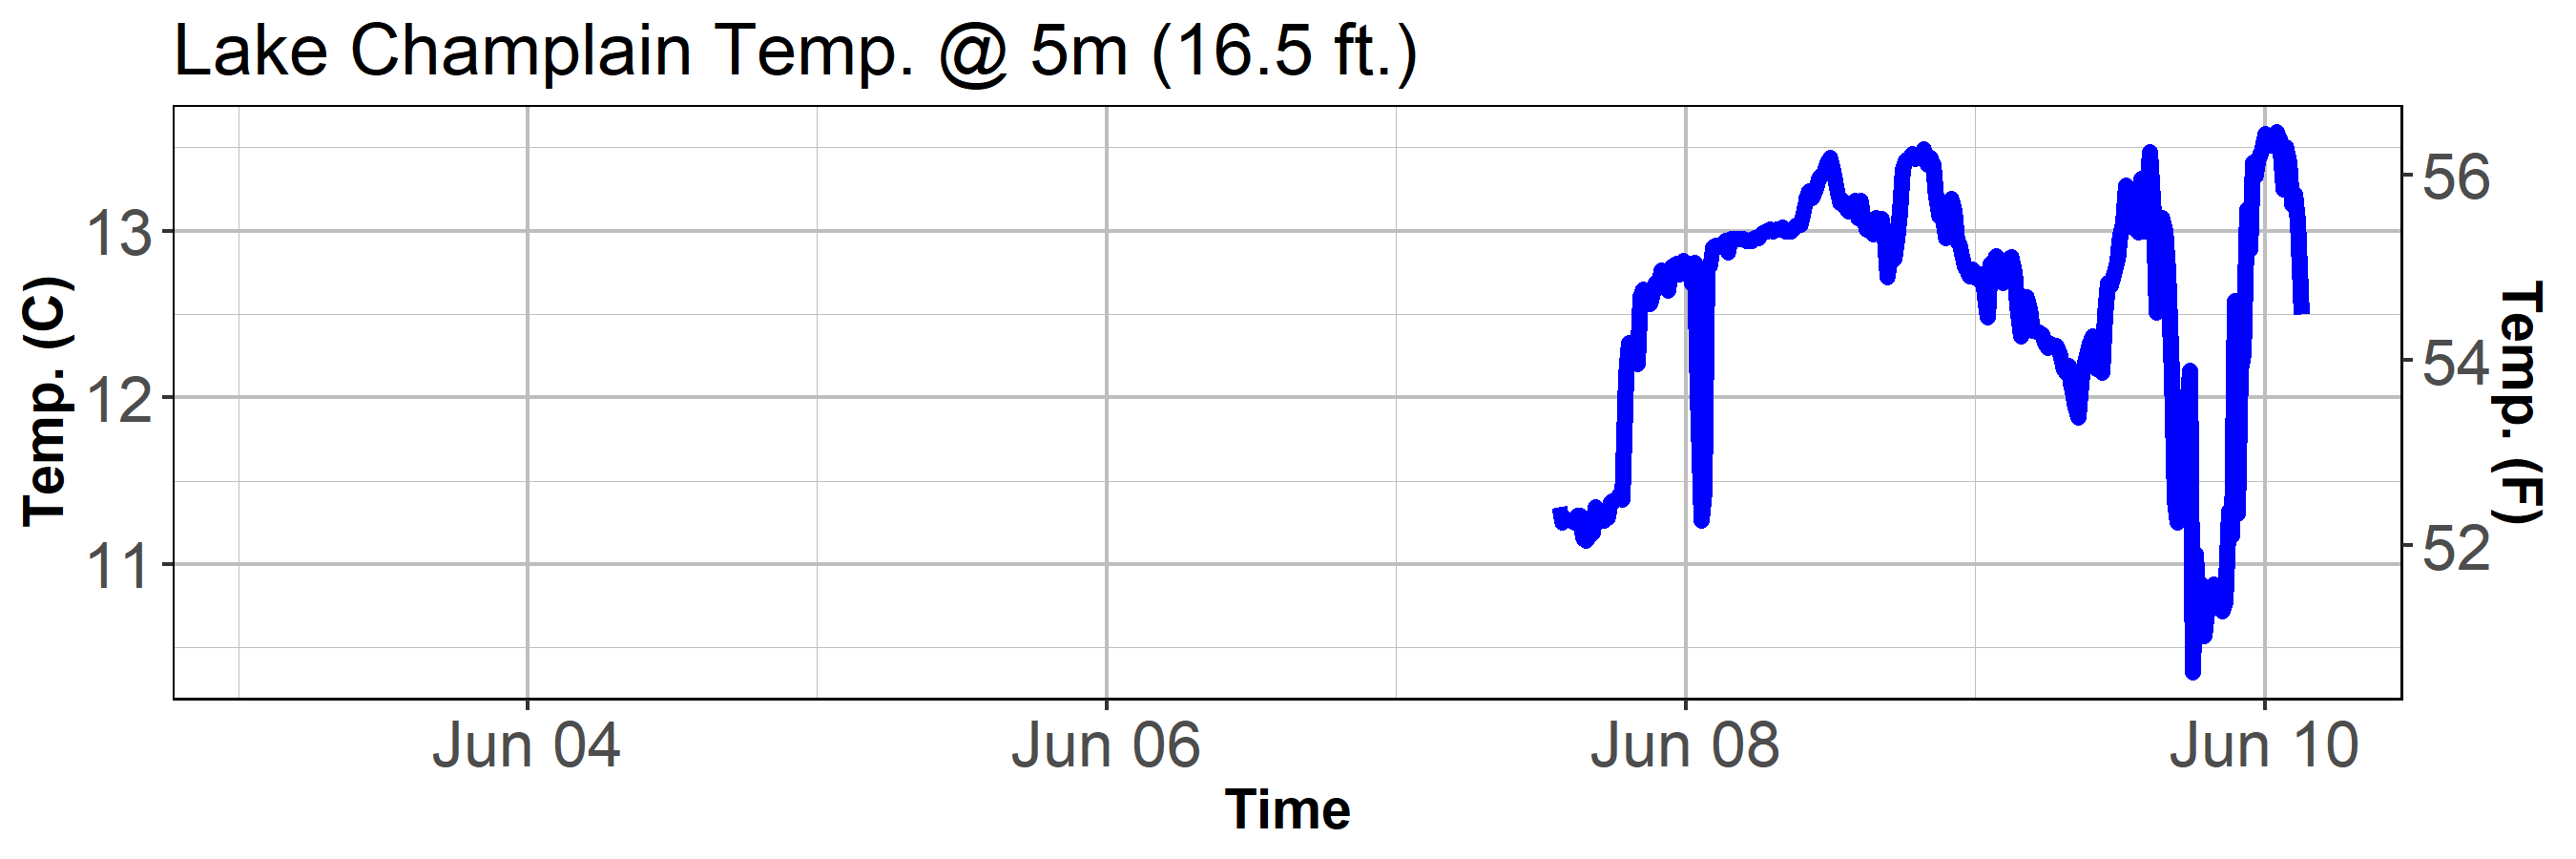 Lake Champlain Temp. @ 5m (16.5 ft.)
Temp. (C)
13
12
11
56
54
52
Temp. (F)
Jun 04
Jun 06
Jun 08
Jun 10
Time